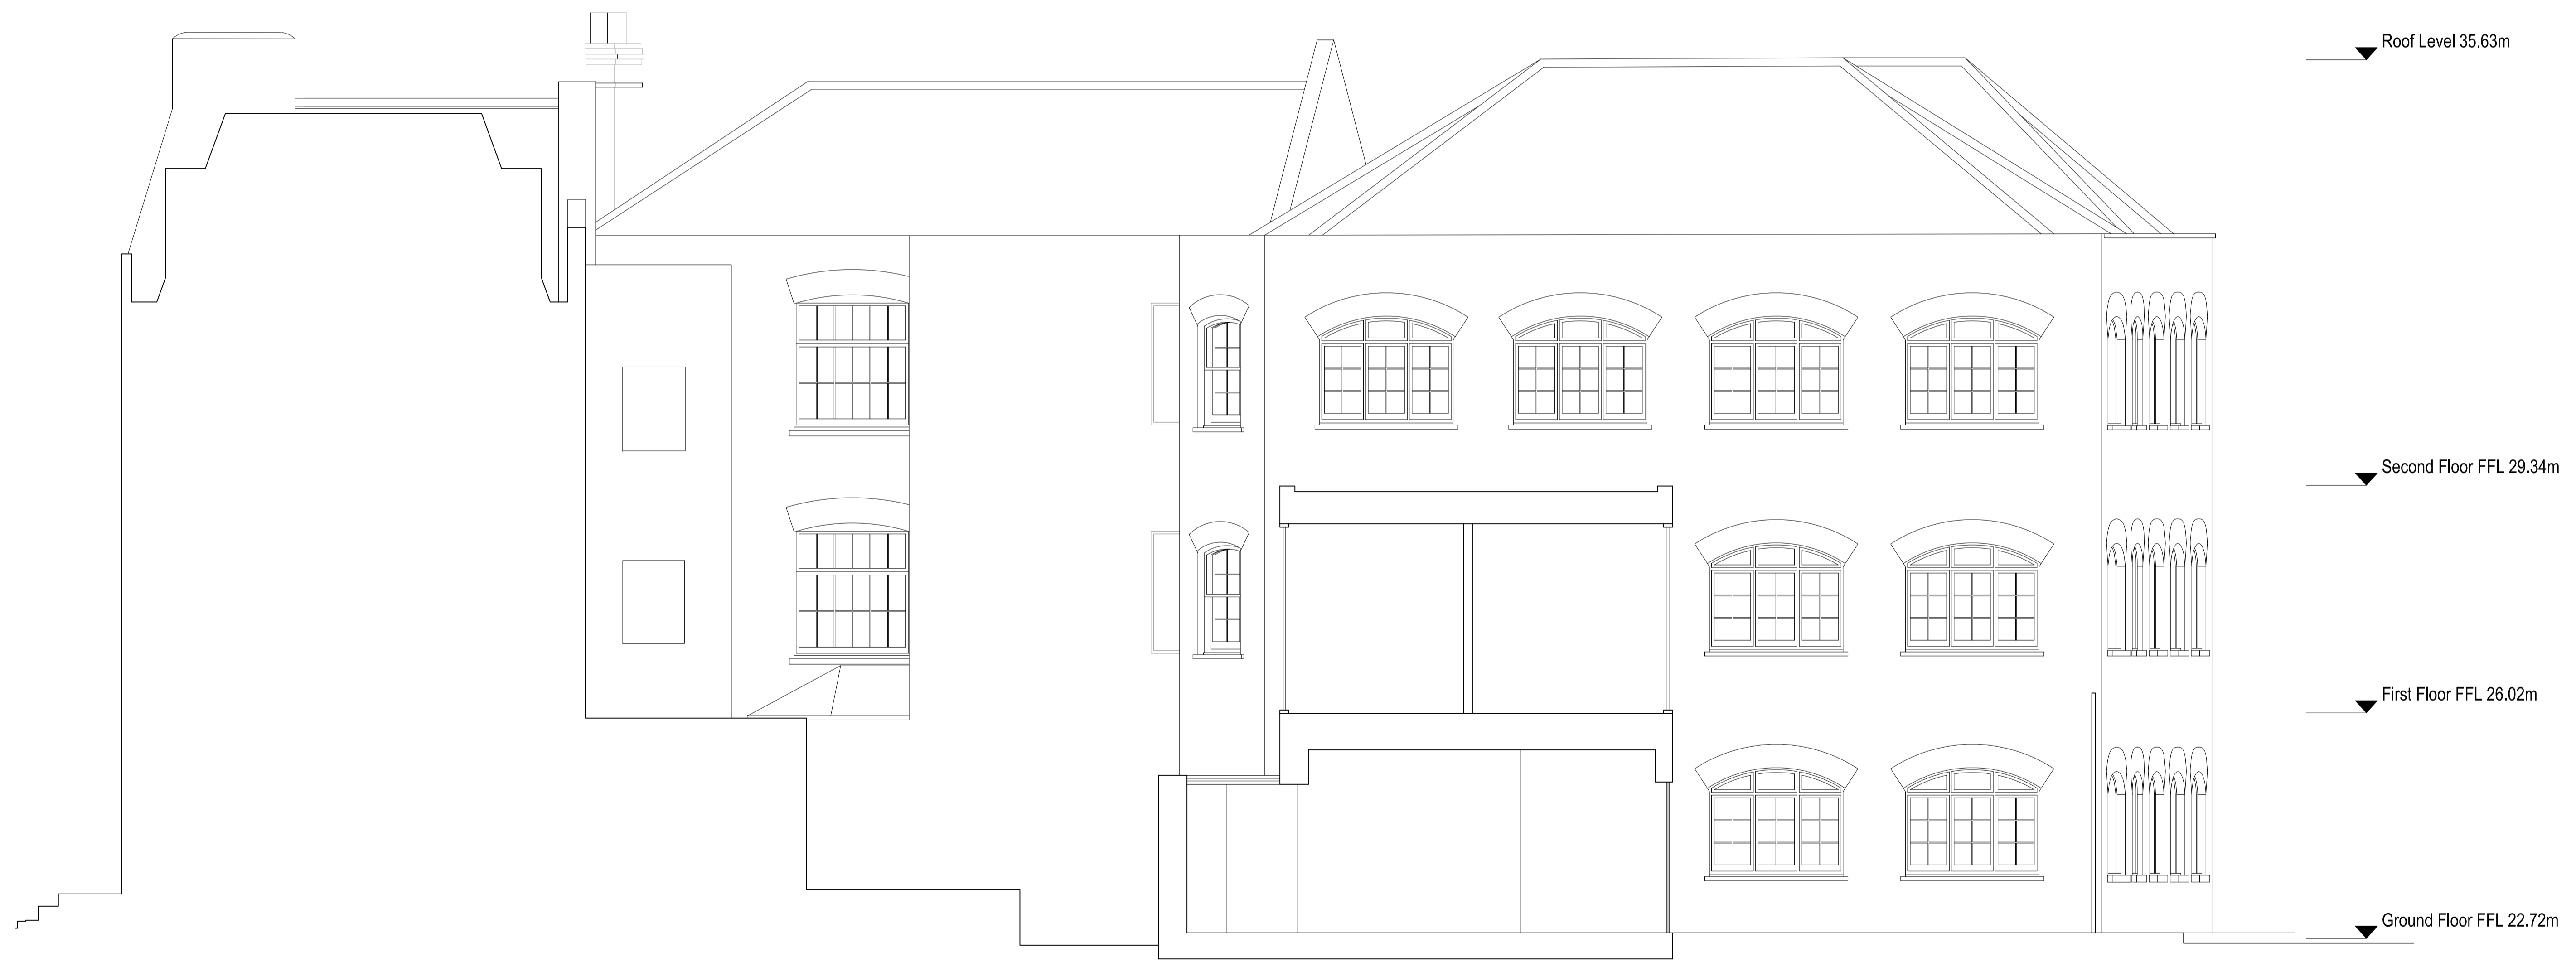 Roof Level 35.63m
Second Floor FFL 29.34m
First Floor FFL 26.02m
Ground Floor FFL 22.72m